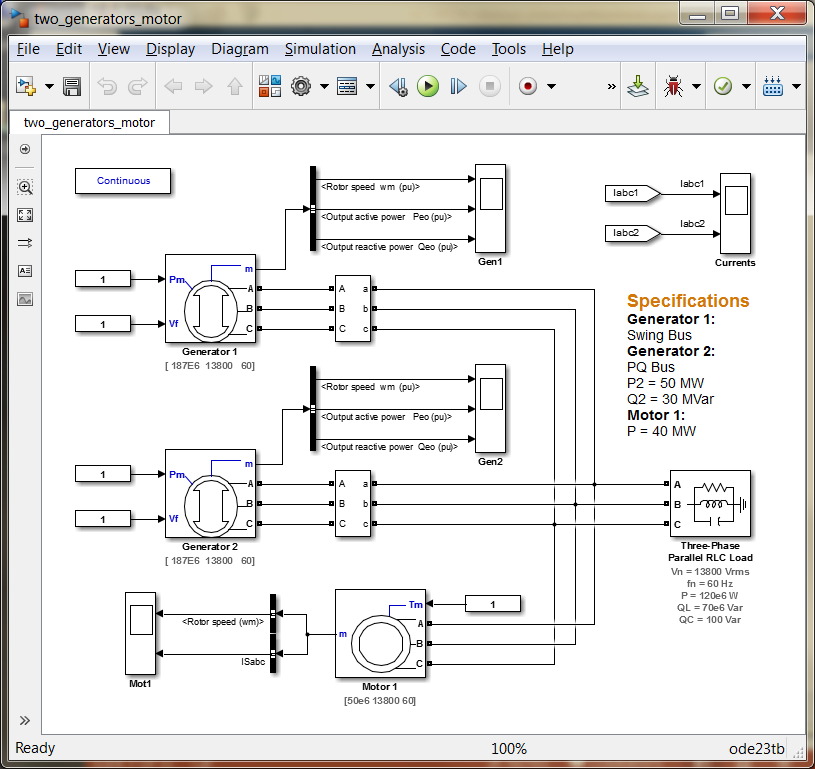 two_generators_motor
File Edit View Display Diagram Simulation Analysis Code Tools Help
»
two_generators_motor
Continuous
<Rotor speed wm (pu)>
<Output active power Peo (pu)>
<Output reactive power Qeo (pu)>
Gen1
Iabc1
Iabc1
Iabc2
Iabc2
Currents
1
Pm
m
A
B
C
1
Vf
A a
B b
C c
Generator 1
[ 187E6 13800 60]
Specifications
Generator 1:
Swing Bus
Generator 2:
PQ Bus
P2 = 50 MW
Q2 = 30 MVar
Motor 1:
P = 40 MW
<Rotor speed wm (pu)>
<Output active power Peo (pu)>
<Output reactive power Qeo (pu)>
Gen2
1
Pm
m
A
B
C
1
Vf
A a
B b
C c
Generator 2
[ 187E6 13800 60]
A
B
C
Three-Phase
Parallel RLC Load
Vn = 13800 Vrms
fn = 60 Hz
P = 120e6 W
QL = 70e6 Var
QC = 100 Var
<Rotor speed (wm)>
ISabc
Mot1
m
Tm
A
B
C
1
Motor 1
[50e6 13800 60]
»
Ready 100% ode23tb